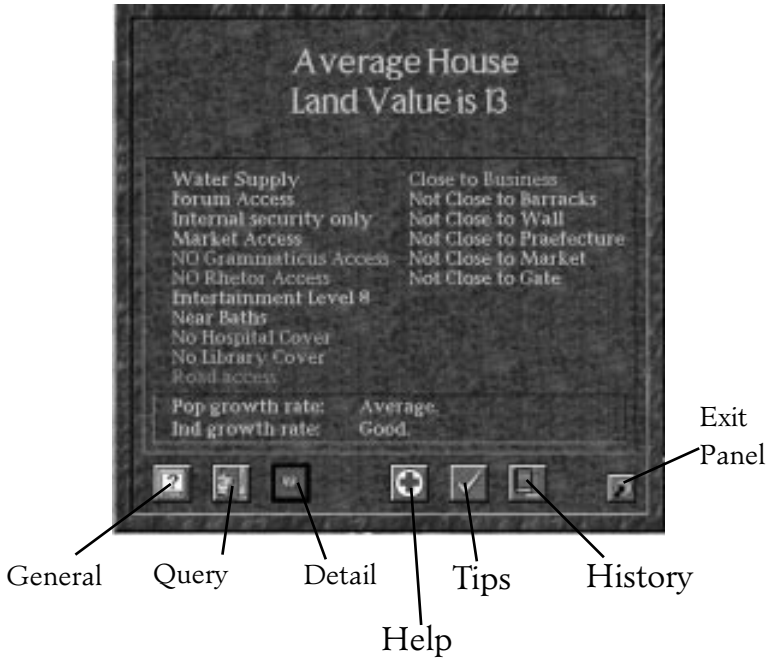 Average House
Land Value is 13
Water Supply
Forum Access
Internal security only
Market Access
NO Grammaticus Access
NO Rhetor Access
Entertainment Level 8
Near Baths
No Hospital Cover
No Library Cover
Road access
Close to Business
Not Close to Barracks
Not Close to Wall
Not Close to Praefecture
Not Close to Market
Not Close to Gate
Pop growth rate: Average.
Ind growth rate: Good.
Exit
Panel
General
Query
Detail
Help
Tips
History